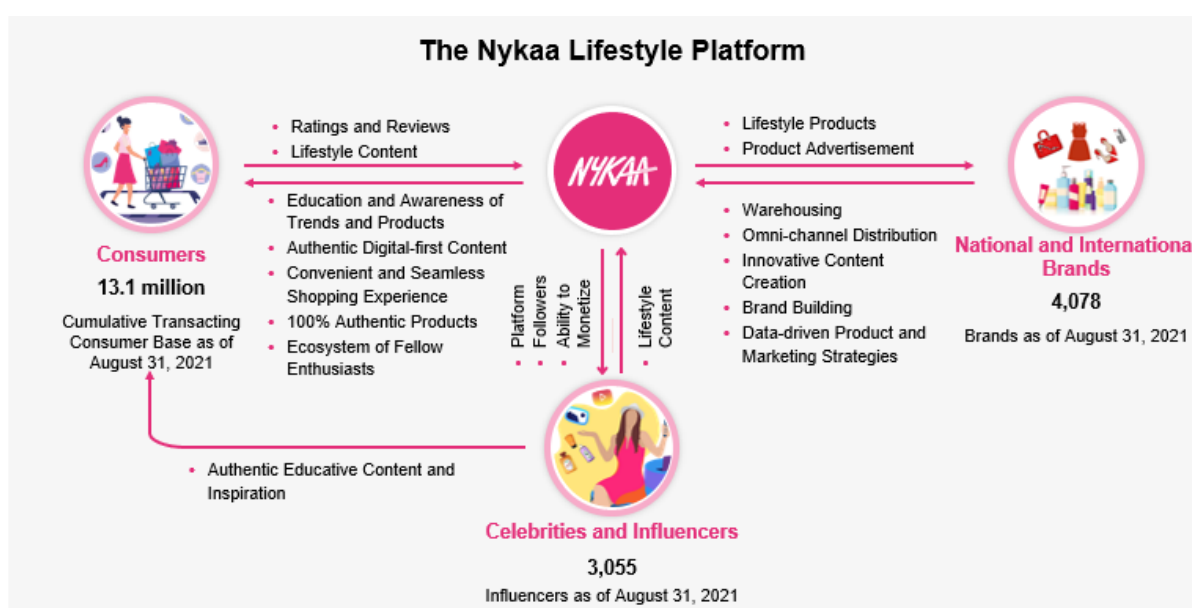 The Nykaa Lifestyle Platform
• Ratings and Reviews
• Lifestyle Content
• Education and Awareness of
Trends and Products
• Authentic Digital-first Content
• Convenient and Seamless
Shopping Experience
• 100% Authentic Products
• Ecosystem of Fellow
Enthusiasts
Consumers
13.1 million
Cumulative Transacting
Consumer Base as of
August 31, 2021
NYKAA
• Platform
• Followers
• Ability to
Monetize
• Lifestyle
Content
• Lifestyle Products
• Product Advertisement
• Warehousing
• Omni-channel Distribution
• Innovative Content
Creation
• Brand Building
• Data-driven Product and
Marketing Strategies
National and Internationa
Brands
4,078
Brands as of August 31, 2021
• Authentic Educative Content and
Inspiration
Celebrities and Influencers
3,055
Influencers as of August 31, 2021